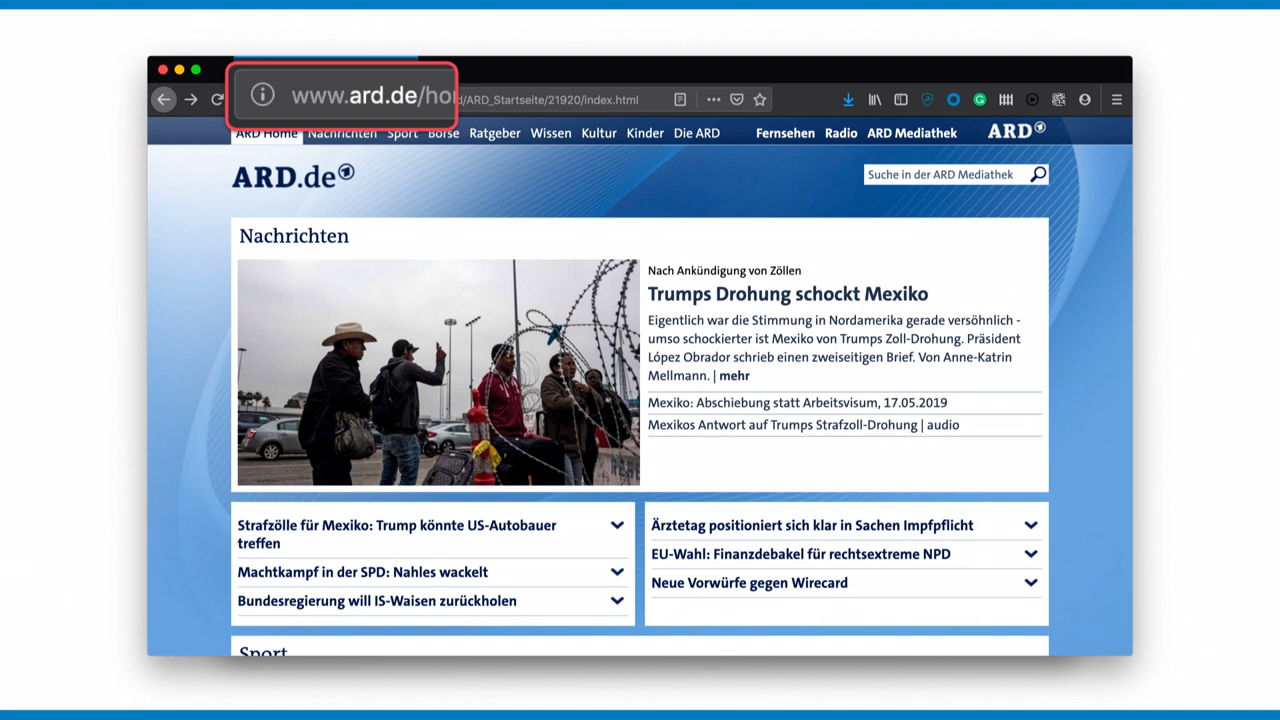 www.ard.de/ho
d/ARD_Startseite/21920/index.html
ARD Home Nachrichten Sport Börse Ratgeber Wissen Kultur Kinder Die ARD Fernsehen Radio ARD Mediathek ARD
ARD.de
Suche in der ARD Mediathek
Nachrichten
Nach Ankündigung von Zöllen
Trumps Drohung schockt Mexiko
Eigentlich war die Stimmung in Nordamerika gerade versöhnlich -
umso schockierter ist Mexiko von Trumps Zoll-Drohung. Präsident
López Obrador schrieb einen zweiseitigen Brief. Von Anne-Katrin
Mellmann. | mehr
Mexiko: Abschiebung statt Arbeitsvisum, 17.05.2019
Mexikos Antwort auf Trumps Strafzoll-Drohung | audio
Strafzölle für Mexiko: Trump könnte US-Autobauer
treffen
Machtkampf in der SPD: Nahles wackelt
Bundesregierung will IS-Waisen zurückholen
Ärztetag positioniert sich klar in Sachen Impfpflicht
EU-Wahl: Finanzdebakel für rechtsextreme NPD
Neue Vorwürfe gegen Wirecard
Sport